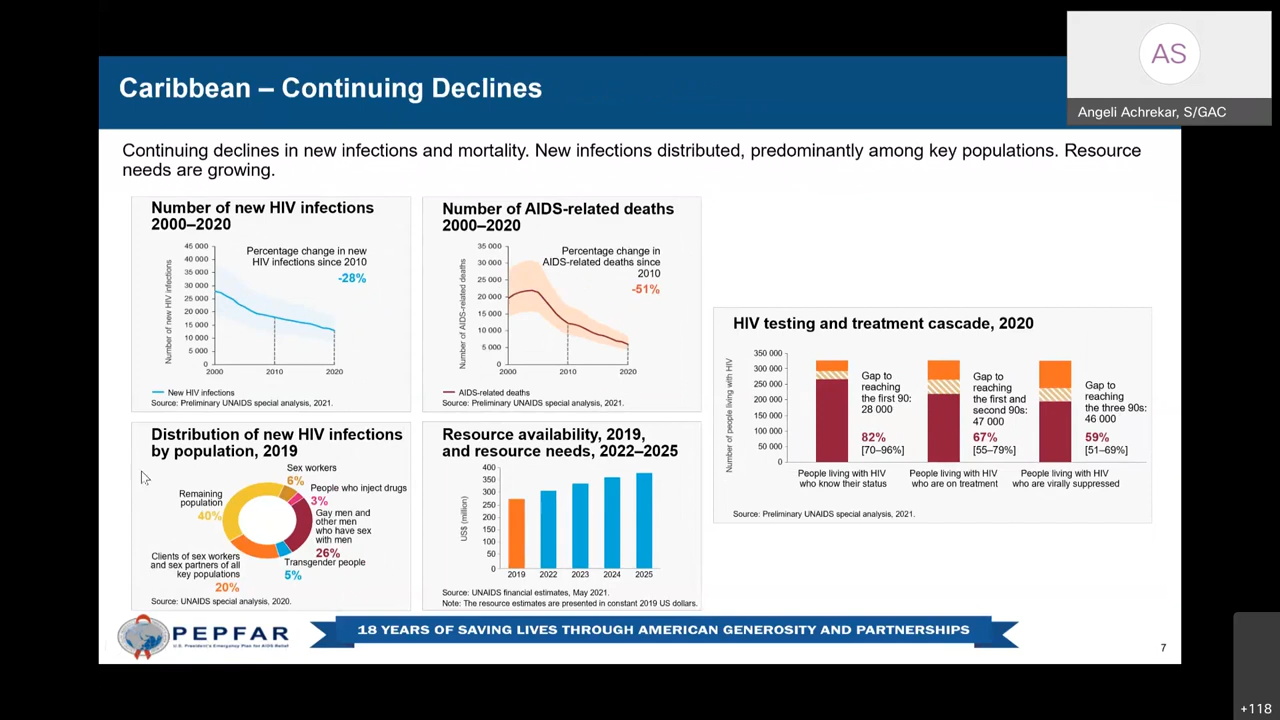 AS
Angeli Achrekar, S/GAC
Caribbean – Continuing Declines
Continuing declines in new infections and mortality. New infections distributed, predominantly among key populations. Resource
needs are growing.
Number of new HIV infections
2000–2020
Number of new HIV infections
45 000
40 000
35 000
30 000
25 000
20 000
15 000
10 000
5 000
0
2000
2010
2020
Percentage change in new
HIV infections since 2010
-28%
New HIV infections
Source: Preliminary UNAIDS special analysis, 2021.
Number of AIDS-related deaths
2000–2020
Number of AIDS-related deaths
35 000
30 000
25 000
20 000
15 000
10 000
5 000
0
2000
2010
2020
Percentage change in
AIDS-related deaths since
2010
-51%
AIDS-related deaths
Source: Preliminary UNAIDS special analysis, 2021.
HIV testing and treatment cascade, 2020
Number of people living with HIV
350 000
300 000
250 000
200 000
150 000
100 000
50 000
0
Gap to
reaching
the first 90:
28 000
82%
[70–96%]
Gap to
reaching
the first and
second 90s:
47 000
67%
[55–79%]
Gap to
reaching
the three 90s:
46 000
59%
[51–69%]
People living with HIV
who know their status
People living with HIV
who are on treatment
People living with HIV
who are virally suppressed
Source: Preliminary UNAIDS special analysis, 2021.
Distribution of new HIV infections
by population, 2019
Sex workers
6%
People who inject drugs
3%
Gay men and
other men
who have sex
with men
26%
Transgender people
5%
Clients of sex workers
and sex partners of all
key populations
20%
Remaining
population
40%
Source: UNAIDS special analysis, 2020.
Resource availability, 2019,
and resource needs, 2022–2025
US$ (million)
400
350
300
250
200
150
100
50
0
2019
2022
2023
2024
2025
Source: UNAIDS financial estimates, May 2021.
Note: The resource estimates are presented in constant 2019 US dollars.
PEPFAR
U.S. President's Emergency Plan for AIDS Relief
18 YEARS OF SAVING LIVES THROUGH AMERICAN GENEROSITY AND PARTNERSHIPS
7
+118